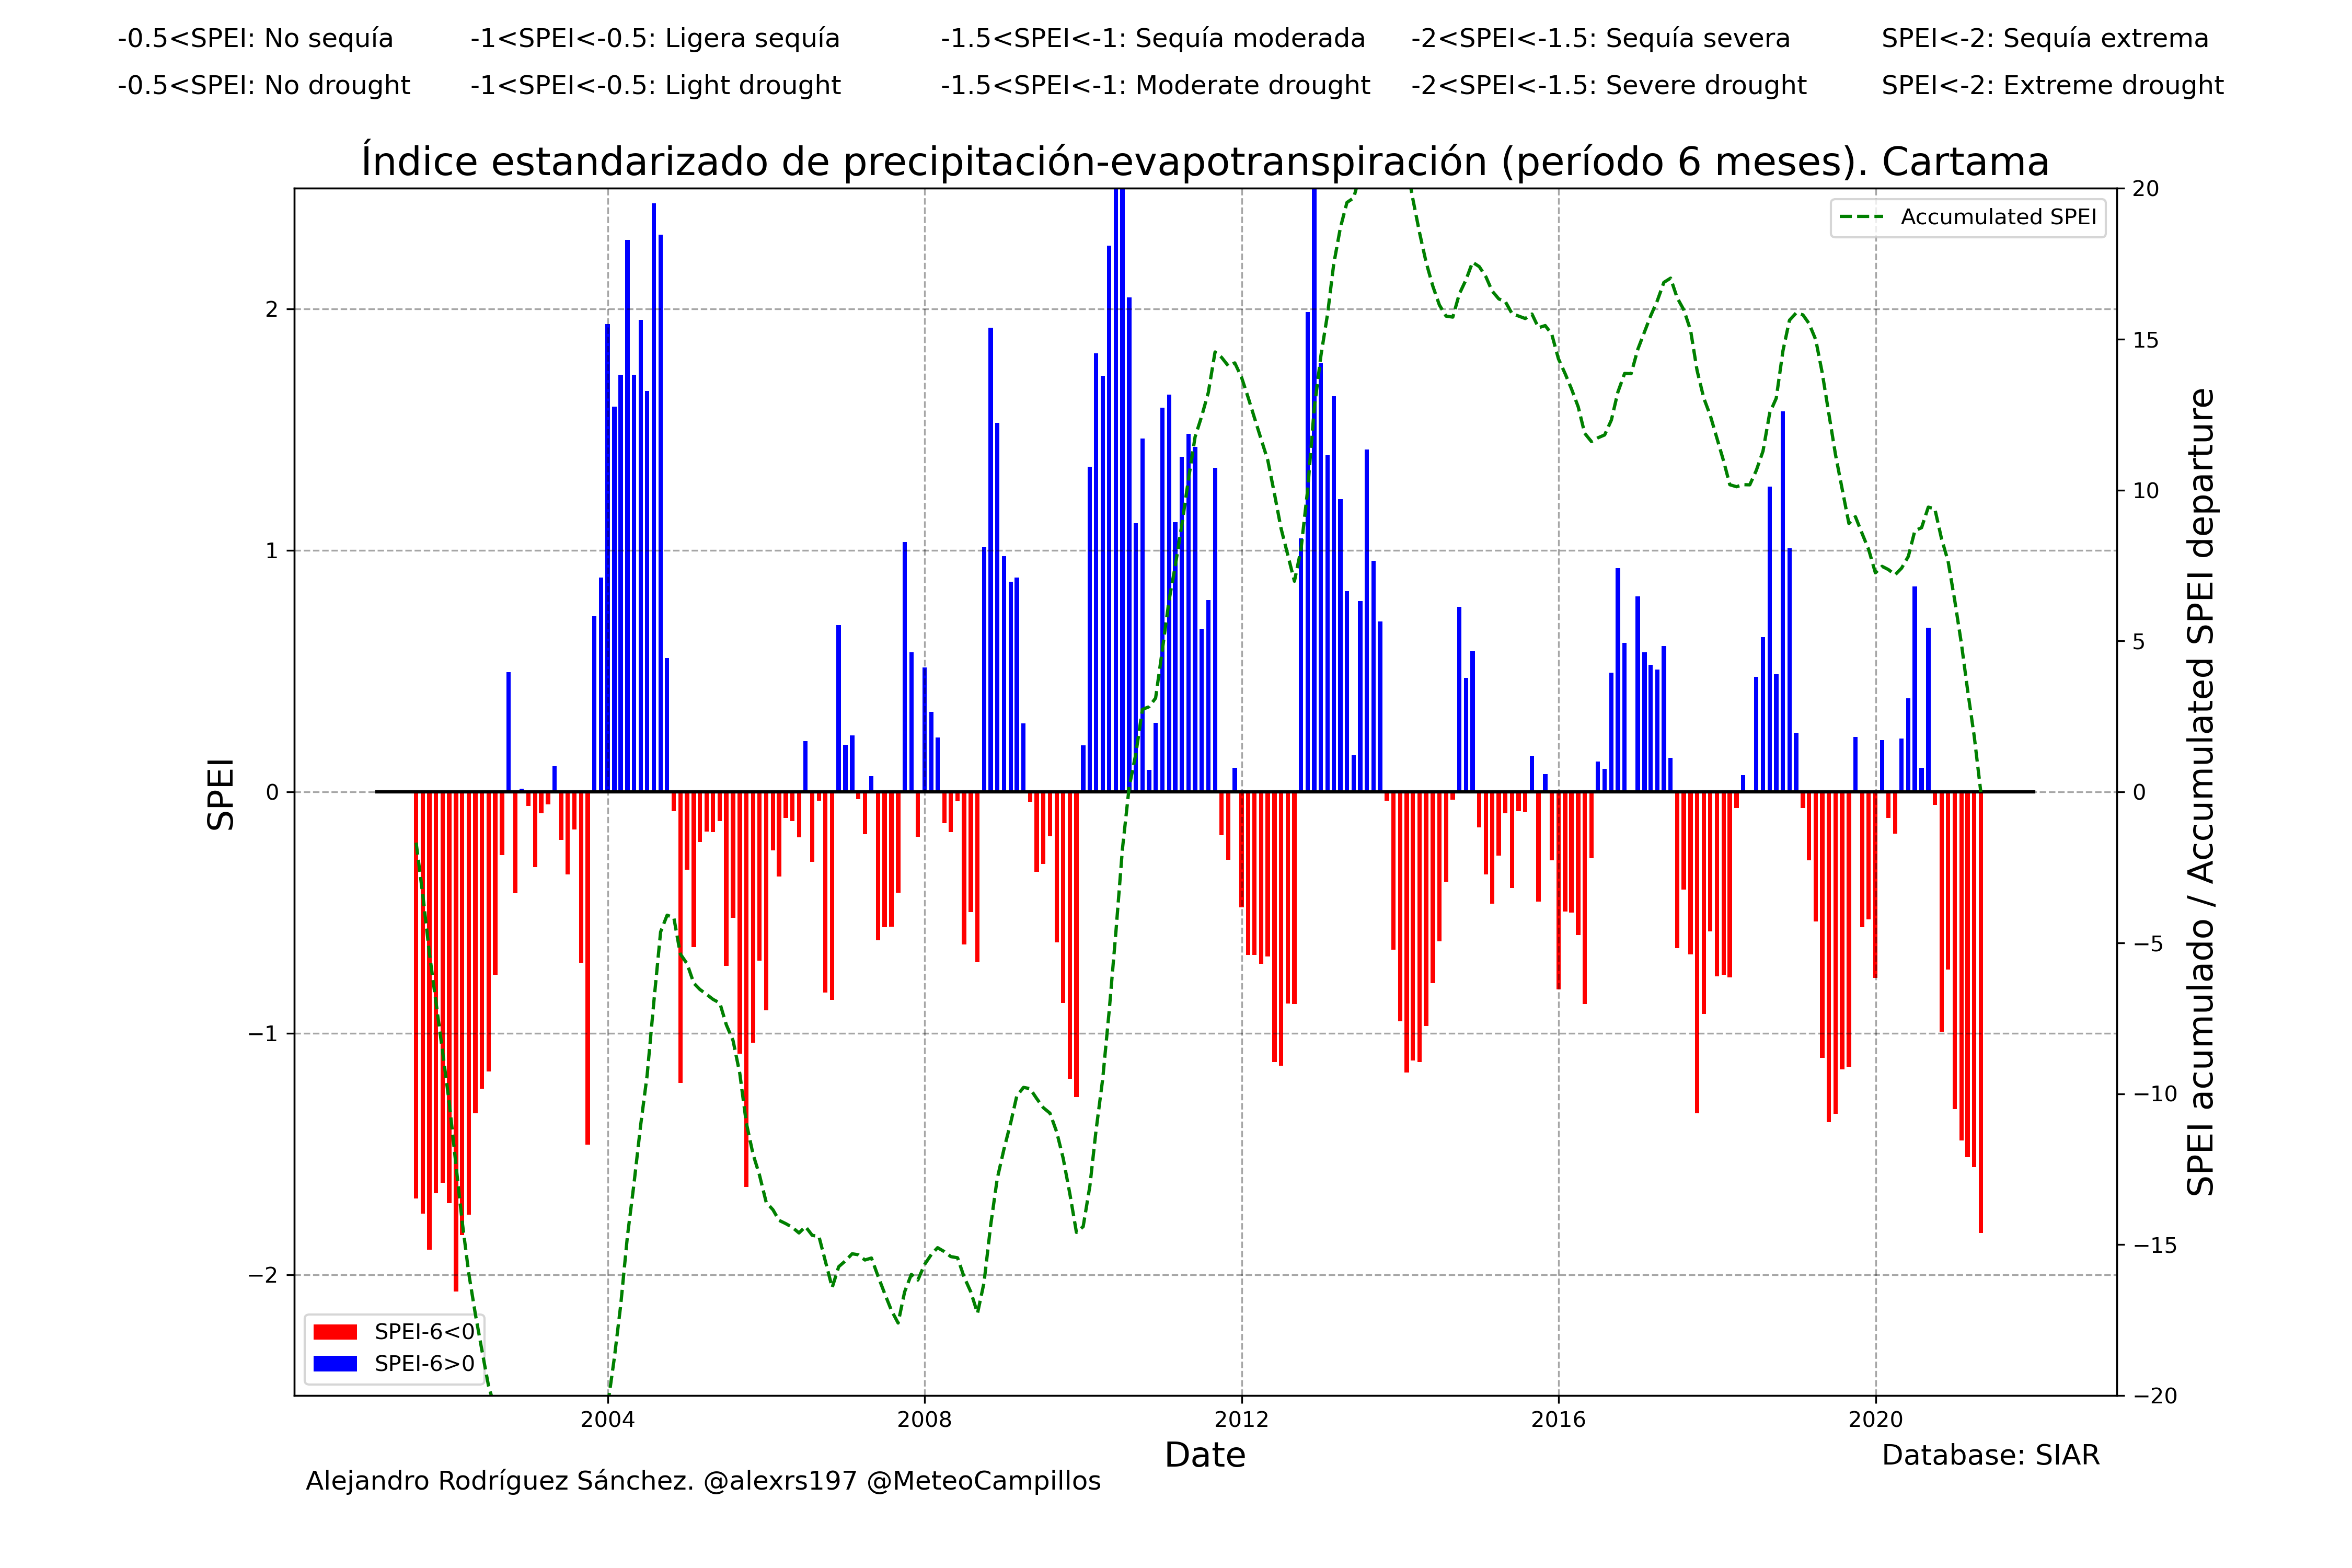 -0.5<SPEI: No sequía -1<SPEI<-0.5: Ligera sequía -1.5<SPEI<-1: Sequía moderada -2<SPEI<-1.5: Sequía severa SPEI<-2: Sequía extrema
-0.5<SPEI: No drought -1<SPEI<-0.5: Light drought -1.5<SPEI<-1: Moderate drought -2<SPEI<-1.5: Severe drought SPEI<-2: Extreme drought
Índice estandarizado de precipitación-evapotranspiración (período 6 meses). Cartama
Accumulated SPEI
SPEI
2
1
0
−1
−2
20
15
10
5
0
−5
−10
−15
−20
SPEI acumulado / Accumulated SPEI departure
SPEI-6<0
SPEI-6>0
2004 2008 2012 2016 2020
Date
Database: SIAR
Alejandro Rodríguez Sánchez. @alexrs197 @MeteoCampillos